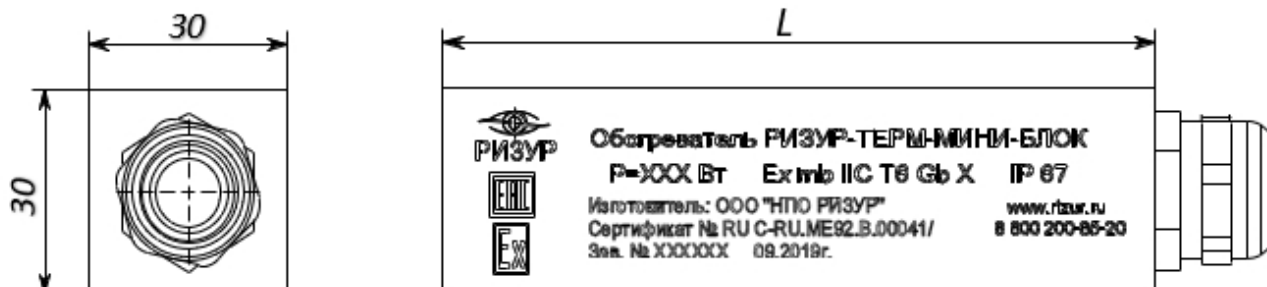 30
L
30
РИЗУР
Обогреватель РИЗУР-ТЕРМ-МИНИ-БЛОК
P=XXX Вт Ex mb IIC T6 Gb X IP 67
EAC
Изготовитель: ООО "НПО РИЗУР" www.rizur.ru
Сертификат № RU C-RU.ME92.B.00041/ 8 800 200-85-20
Зав. № XXXXXX 09.2019г.
Ex